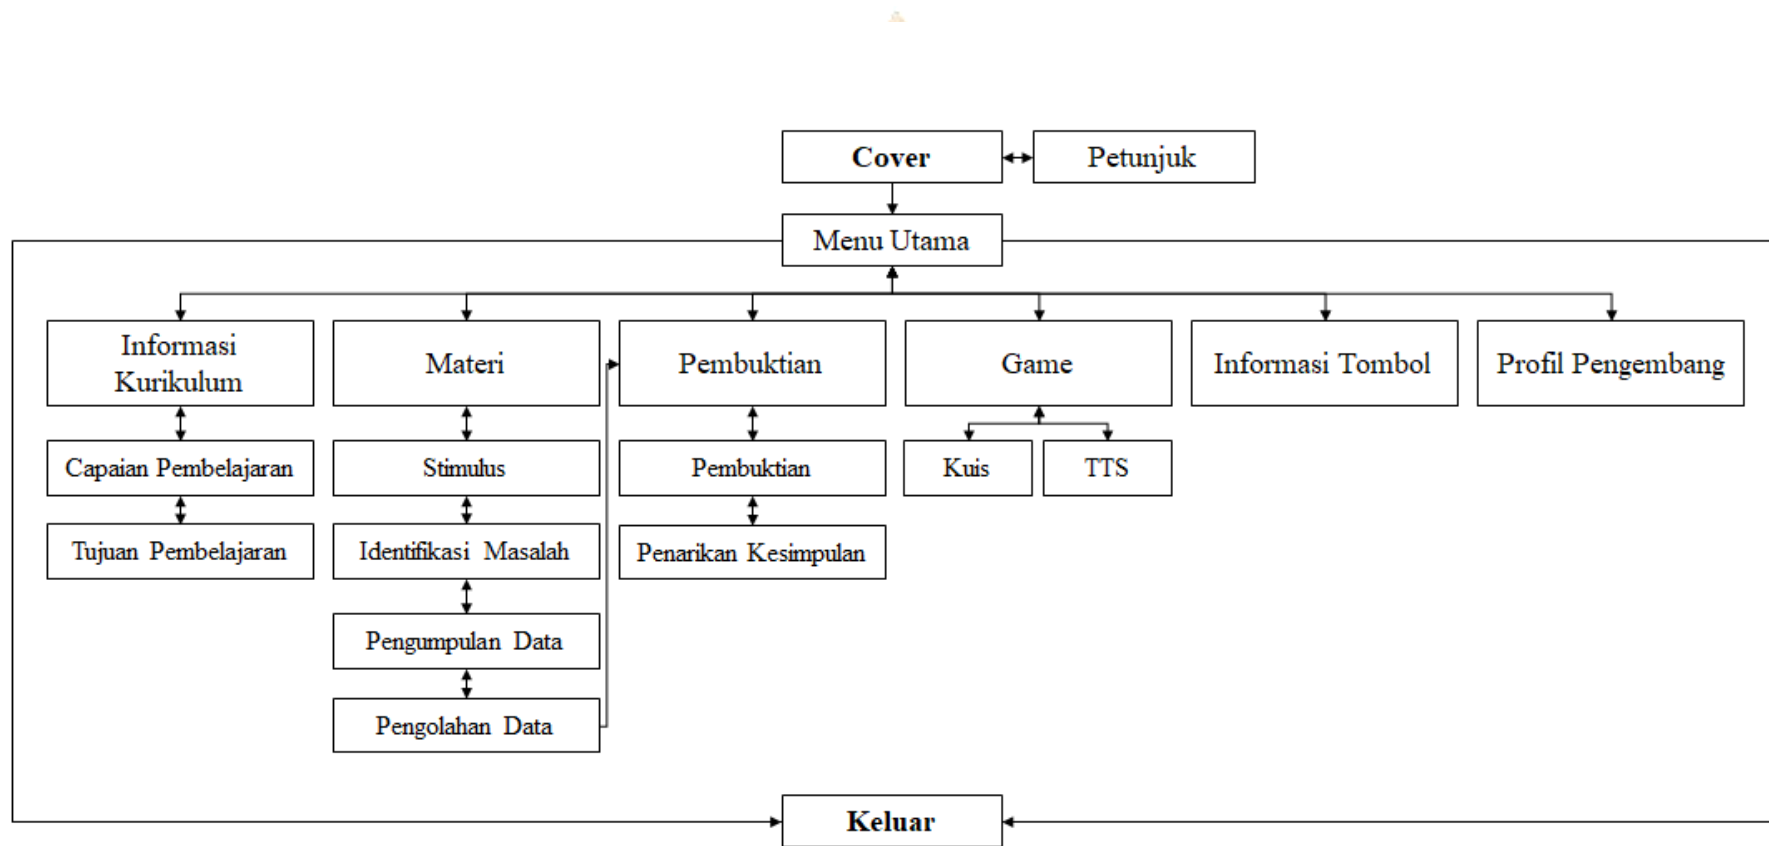 Cover
Petunjuk
Menu Utama
Informasi
Kurikulum
Materi
Pembuktian
Game
Informasi Tombol
Profil Pengembang
Capaian Pembelajaran
Stimulus
Pembuktian
Kuis
TTS
Tujuan Pembelajaran
Identifikasi Masalah
Penarikan Kesimpulan
Pengumpulan Data
Pengolahan Data
Keluar